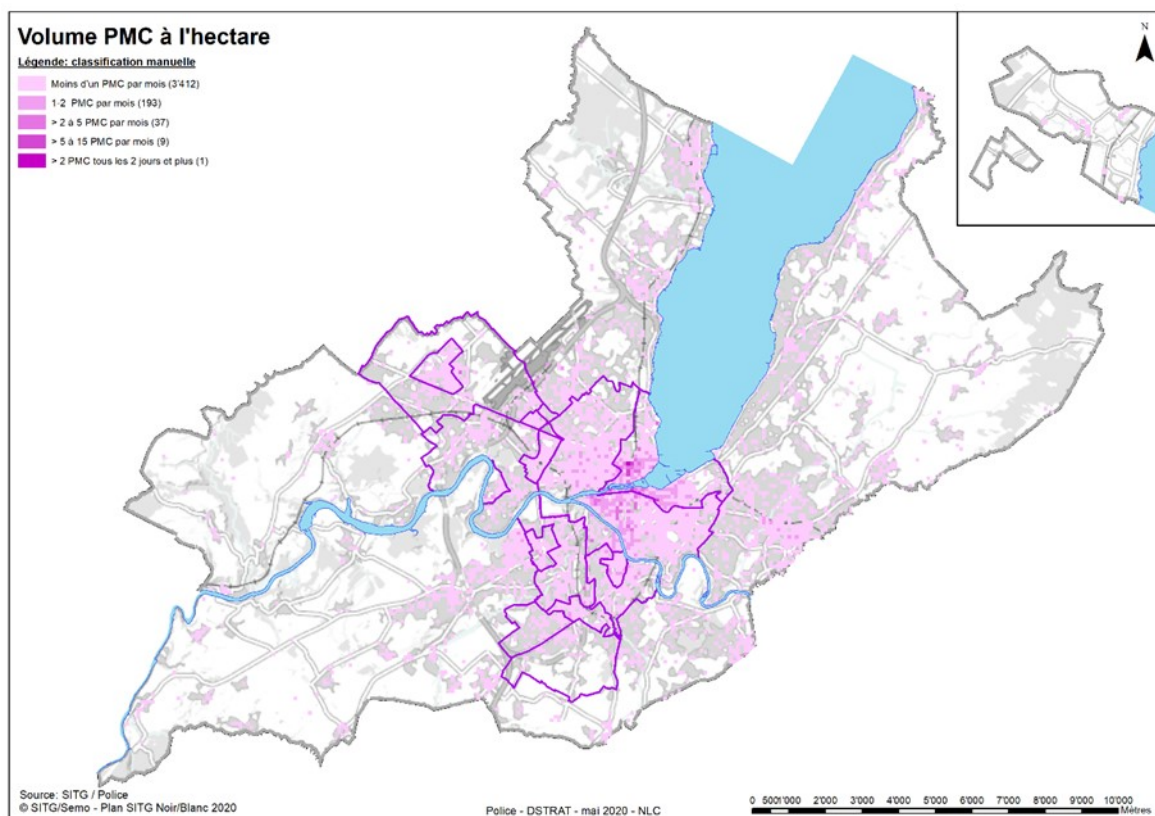 Volume PMC à l'hectare
Légende: classification manuelle
Moins d'un PMC par mois (3'412)
1-2 PMC par mois (193)
> 2 à 5 PMC par mois (37)
> 5 à 15 PMC par mois (9)
> 2 PMC tous les 2 jours et plus (1)
N
Source: SITG / Police
© SITG/Semo - Plan SITG Noir/Blanc 2020
Police - DSTRAT - mai 2020 - NLC
0 5001'000 2'000 3'000 4'000 5'000 6'000 7'000 8'000 9'000 10'000
Mètres